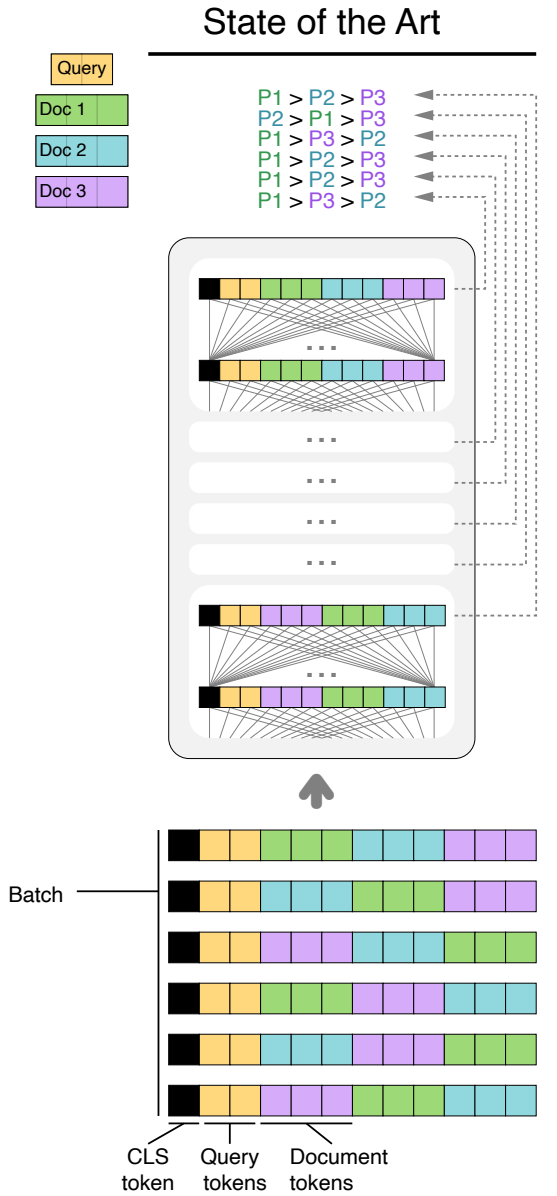 State of the Art
Query
Doc 1
Doc 2
Doc 3
P1 > P2 > P3
P2 > P1 > P3
P1 > P3 > P2
P1 > P2 > P3
P1 > P2 > P3
P1 > P3 > P2
...
...
...
...
...
...
Batch
CLS token
Query tokens
Document tokens